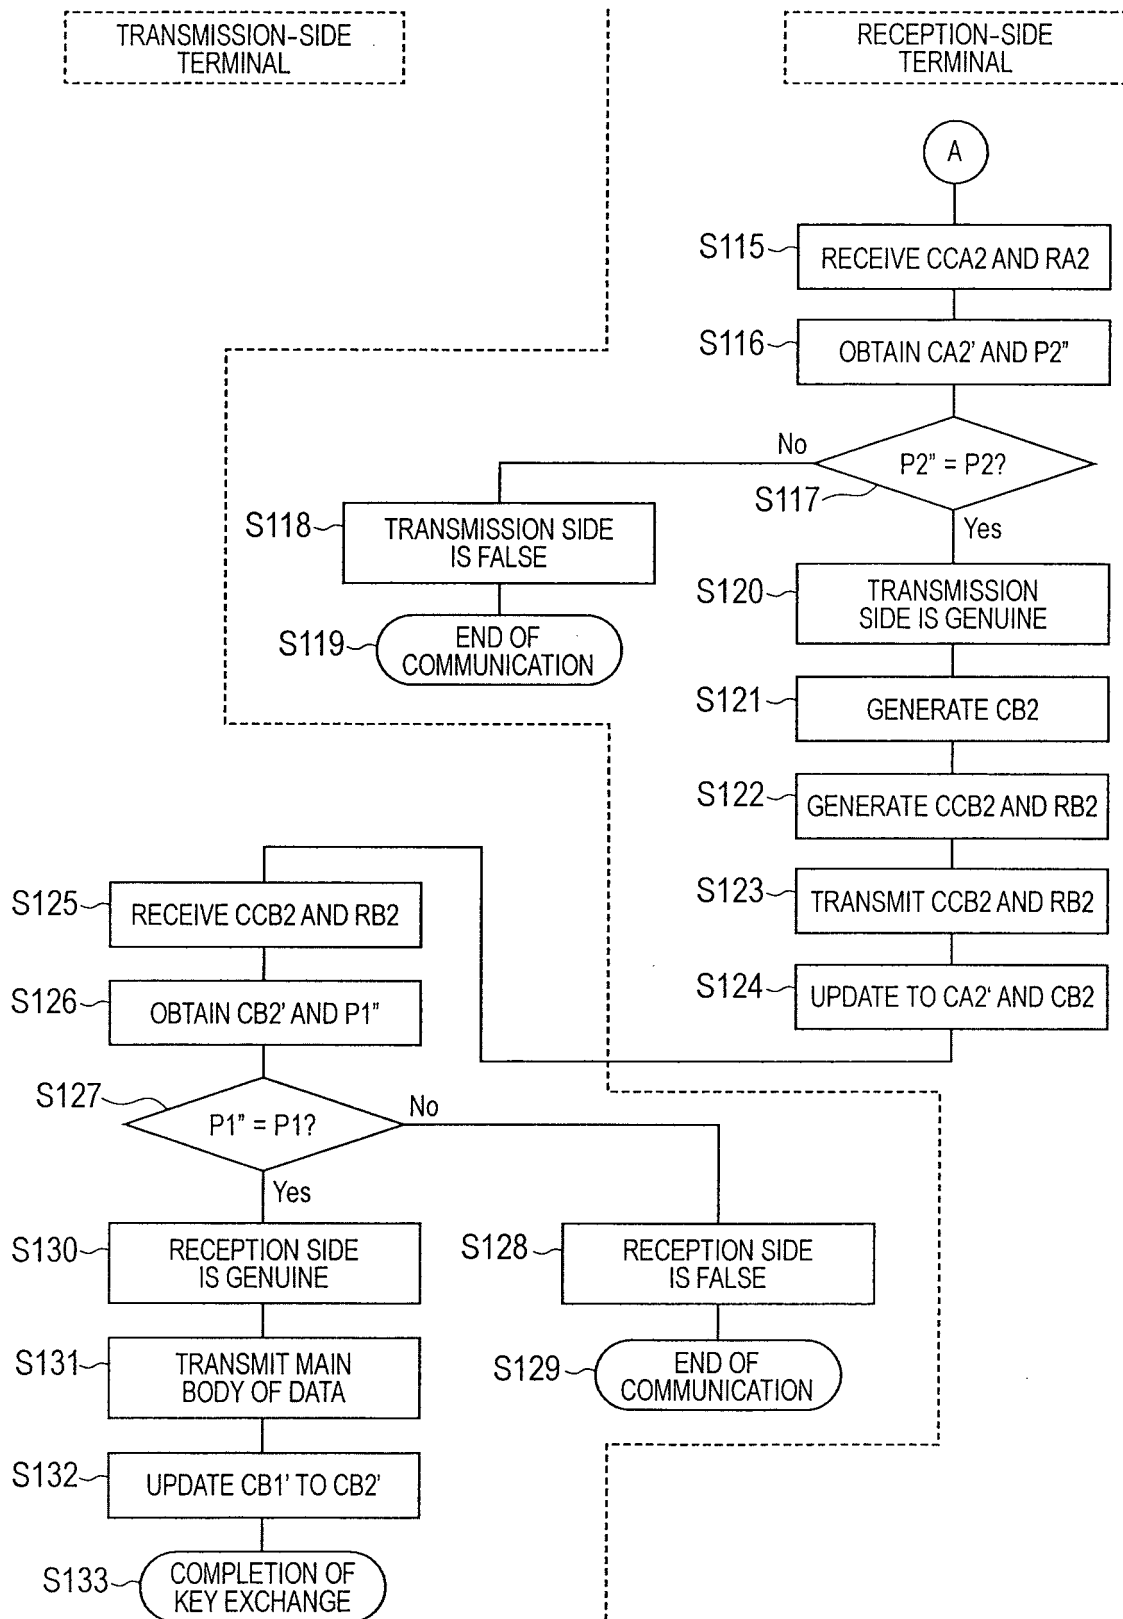 TRANSMISSION-SIDE
TERMINAL
RECEPTION-SIDE
TERMINAL
A
S115
RECEIVE CCA2 AND RA2
S116
OBTAIN CA2' AND P2"
No
P2" = P2?
S117
Yes
S118
TRANSMISSION SIDE
IS FALSE
S119
END OF
COMMUNICATION
S120
TRANSMISSION
SIDE IS GENUINE
S121
GENERATE CB2
S122
GENERATE CCB2 AND RB2
S123
TRANSMIT CCB2 AND RB2
S124
UPDATE TO CA2' AND CB2
S125
RECEIVE CCB2 AND RB2
S126
OBTAIN CB2' AND P1"
S127
P1" = P1?
No
Yes
S128
RECEPTION SIDE
IS FALSE
S129
END OF
COMMUNICATION
S130
RECEPTION SIDE
IS GENUINE
S131
TRANSMIT MAIN
BODY OF DATA
S132
UPDATE CB1' TO CB2'
S133
COMPLETION OF
KEY EXCHANGE